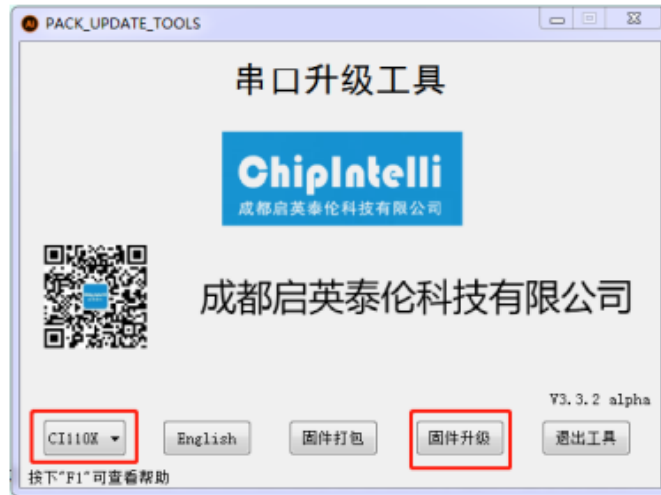 PACK_UPDATE_TOOLS
串口升级工具
ChipIntelli
成都启英泰伦科技有限公司
成都启英泰伦科技有限公司
V3.3.2 alpha
CI110X English 固件打包 固件升级 退出工具
按下"F1"可查看帮助